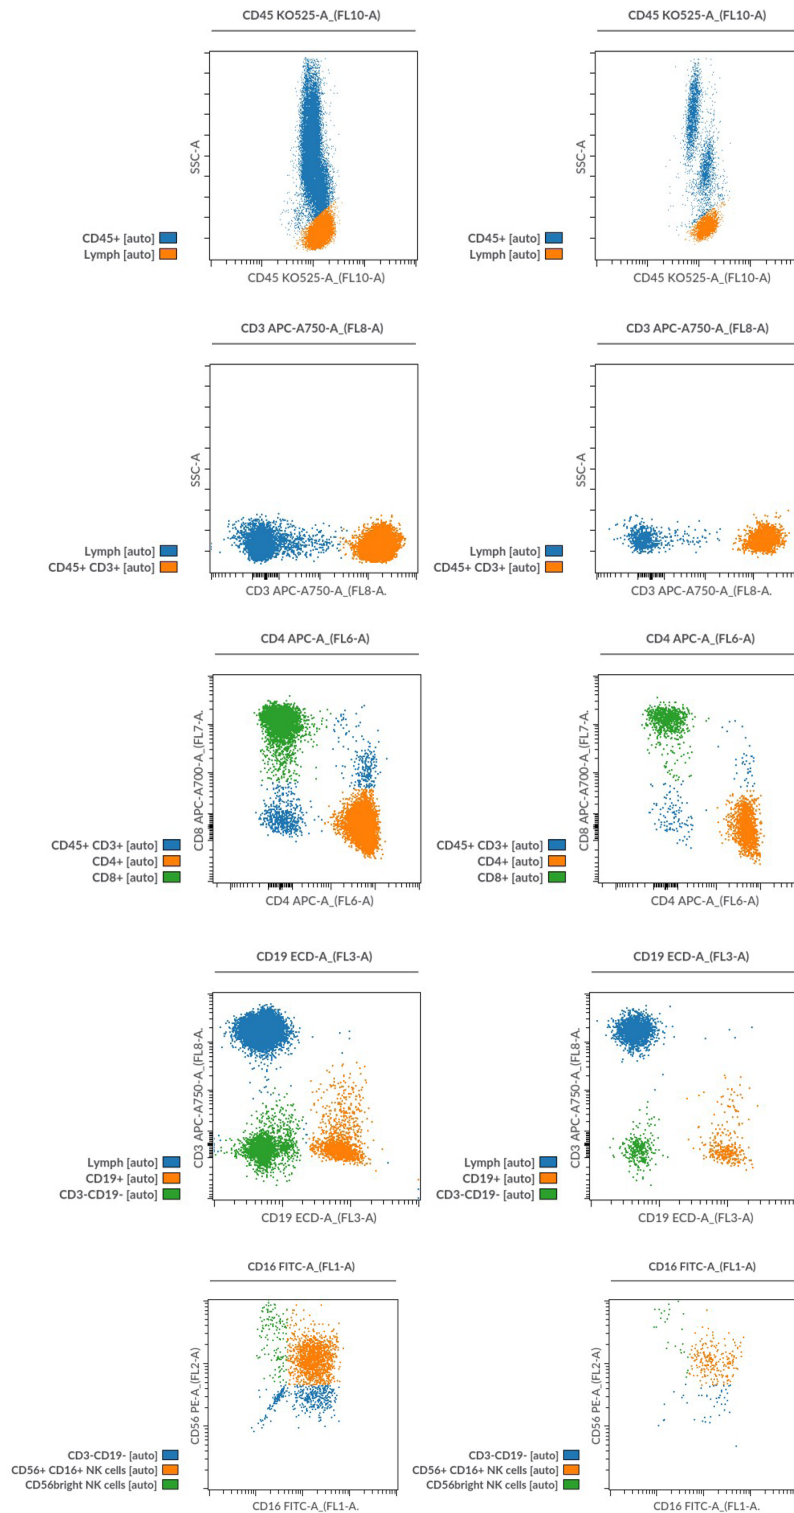 CD45 KO525-A_(FL10-A) CD45 KO525-A_(FL10-A)
SSC-A SSC-A
CD45+ [auto] CD45+ [auto]
Lymph [auto] Lymph [auto]
CD45 KO525-A_(FL10-A) CD45 KO525-A_(FL10-A)
CD3 APC-A750-A_(FL8-A) CD3 APC-A750-A_(FL8-A)
SSC-A SSC-A
Lymph [auto] Lymph [auto]
CD45+ CD3+ [auto] CD45+ CD3+ [auto]
CD3 APC-A750-A_(FL8-A. CD3 APC-A750-A_(FL8-A.
CD4 APC-A_(FL6-A) CD4 APC-A_(FL6-A)
CD8 APC-A700-A_(FL7-A. CD8 APC-A700-A_(FL7-A.
CD45+ CD3+ [auto] CD45+ CD3+ [auto]
CD4+ [auto] CD4+ [auto]
CD8+ [auto] CD8+ [auto]
CD4 APC-A_(FL6-A) CD4 APC-A_(FL6-A)
CD19 ECD-A_(FL3-A) CD19 ECD-A_(FL3-A)
CD3 APC-A750-A_(FL8-A. CD3 APC-A750-A_(FL8-A.
Lymph [auto] Lymph [auto]
CD19+ [auto] CD19+ [auto]
CD3-CD19- [auto] CD3-CD19- [auto]
CD19 ECD-A_(FL3-A) CD19 ECD-A_(FL3-A)
CD16 FITC-A_(FL1-A) CD16 FITC-A_(FL1-A)
CD56 PE-A_(FL2-A) CD56 PE-A_(FL2-A)
CD3-CD19- [auto] CD3-CD19- [auto]
CD56+ CD16+ NK cells [auto] CD56+ CD16+ NK cells [auto]
CD56bright NK cells [auto] CD56bright NK cells [auto]
CD16 FITC-A_(FL1-A. CD16 FITC-A_(FL1-A.